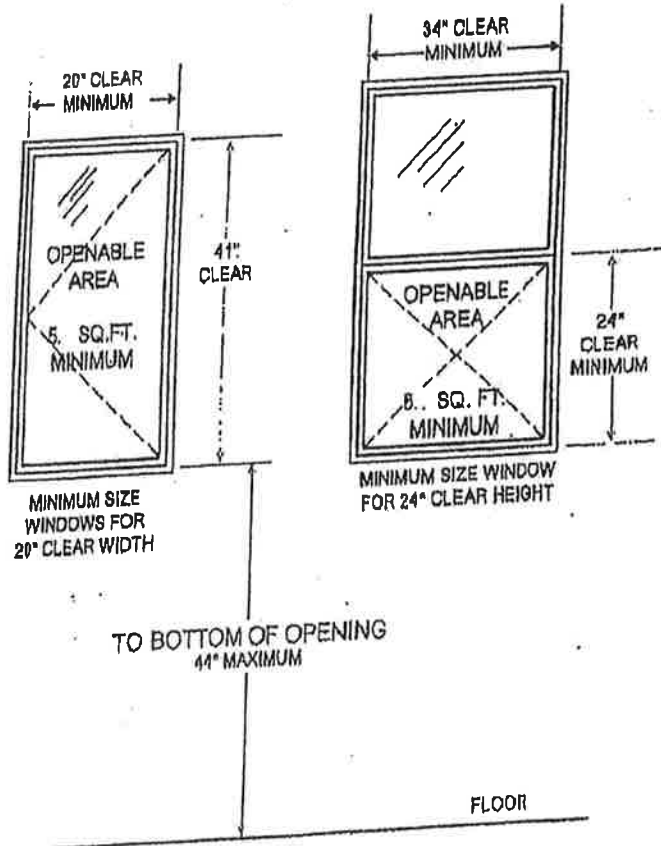 20" CLEAR
MINIMUM
OPENABLE
AREA
5. SQ.FT.
MINIMUM
41"
CLEAR
MINIMUM SIZE
WINDOWS FOR
20" CLEAR WIDTH
34" CLEAR
MINIMUM
OPENABLE
AREA
SQ. FT.
MINIMUM
24"
CLEAR
MINIMUM
MINIMUM SIZE WINDOW
FOR 24" CLEAR HEIGHT
TO BOTTOM OF OPENING
44" MAXIMUM
FLOOR